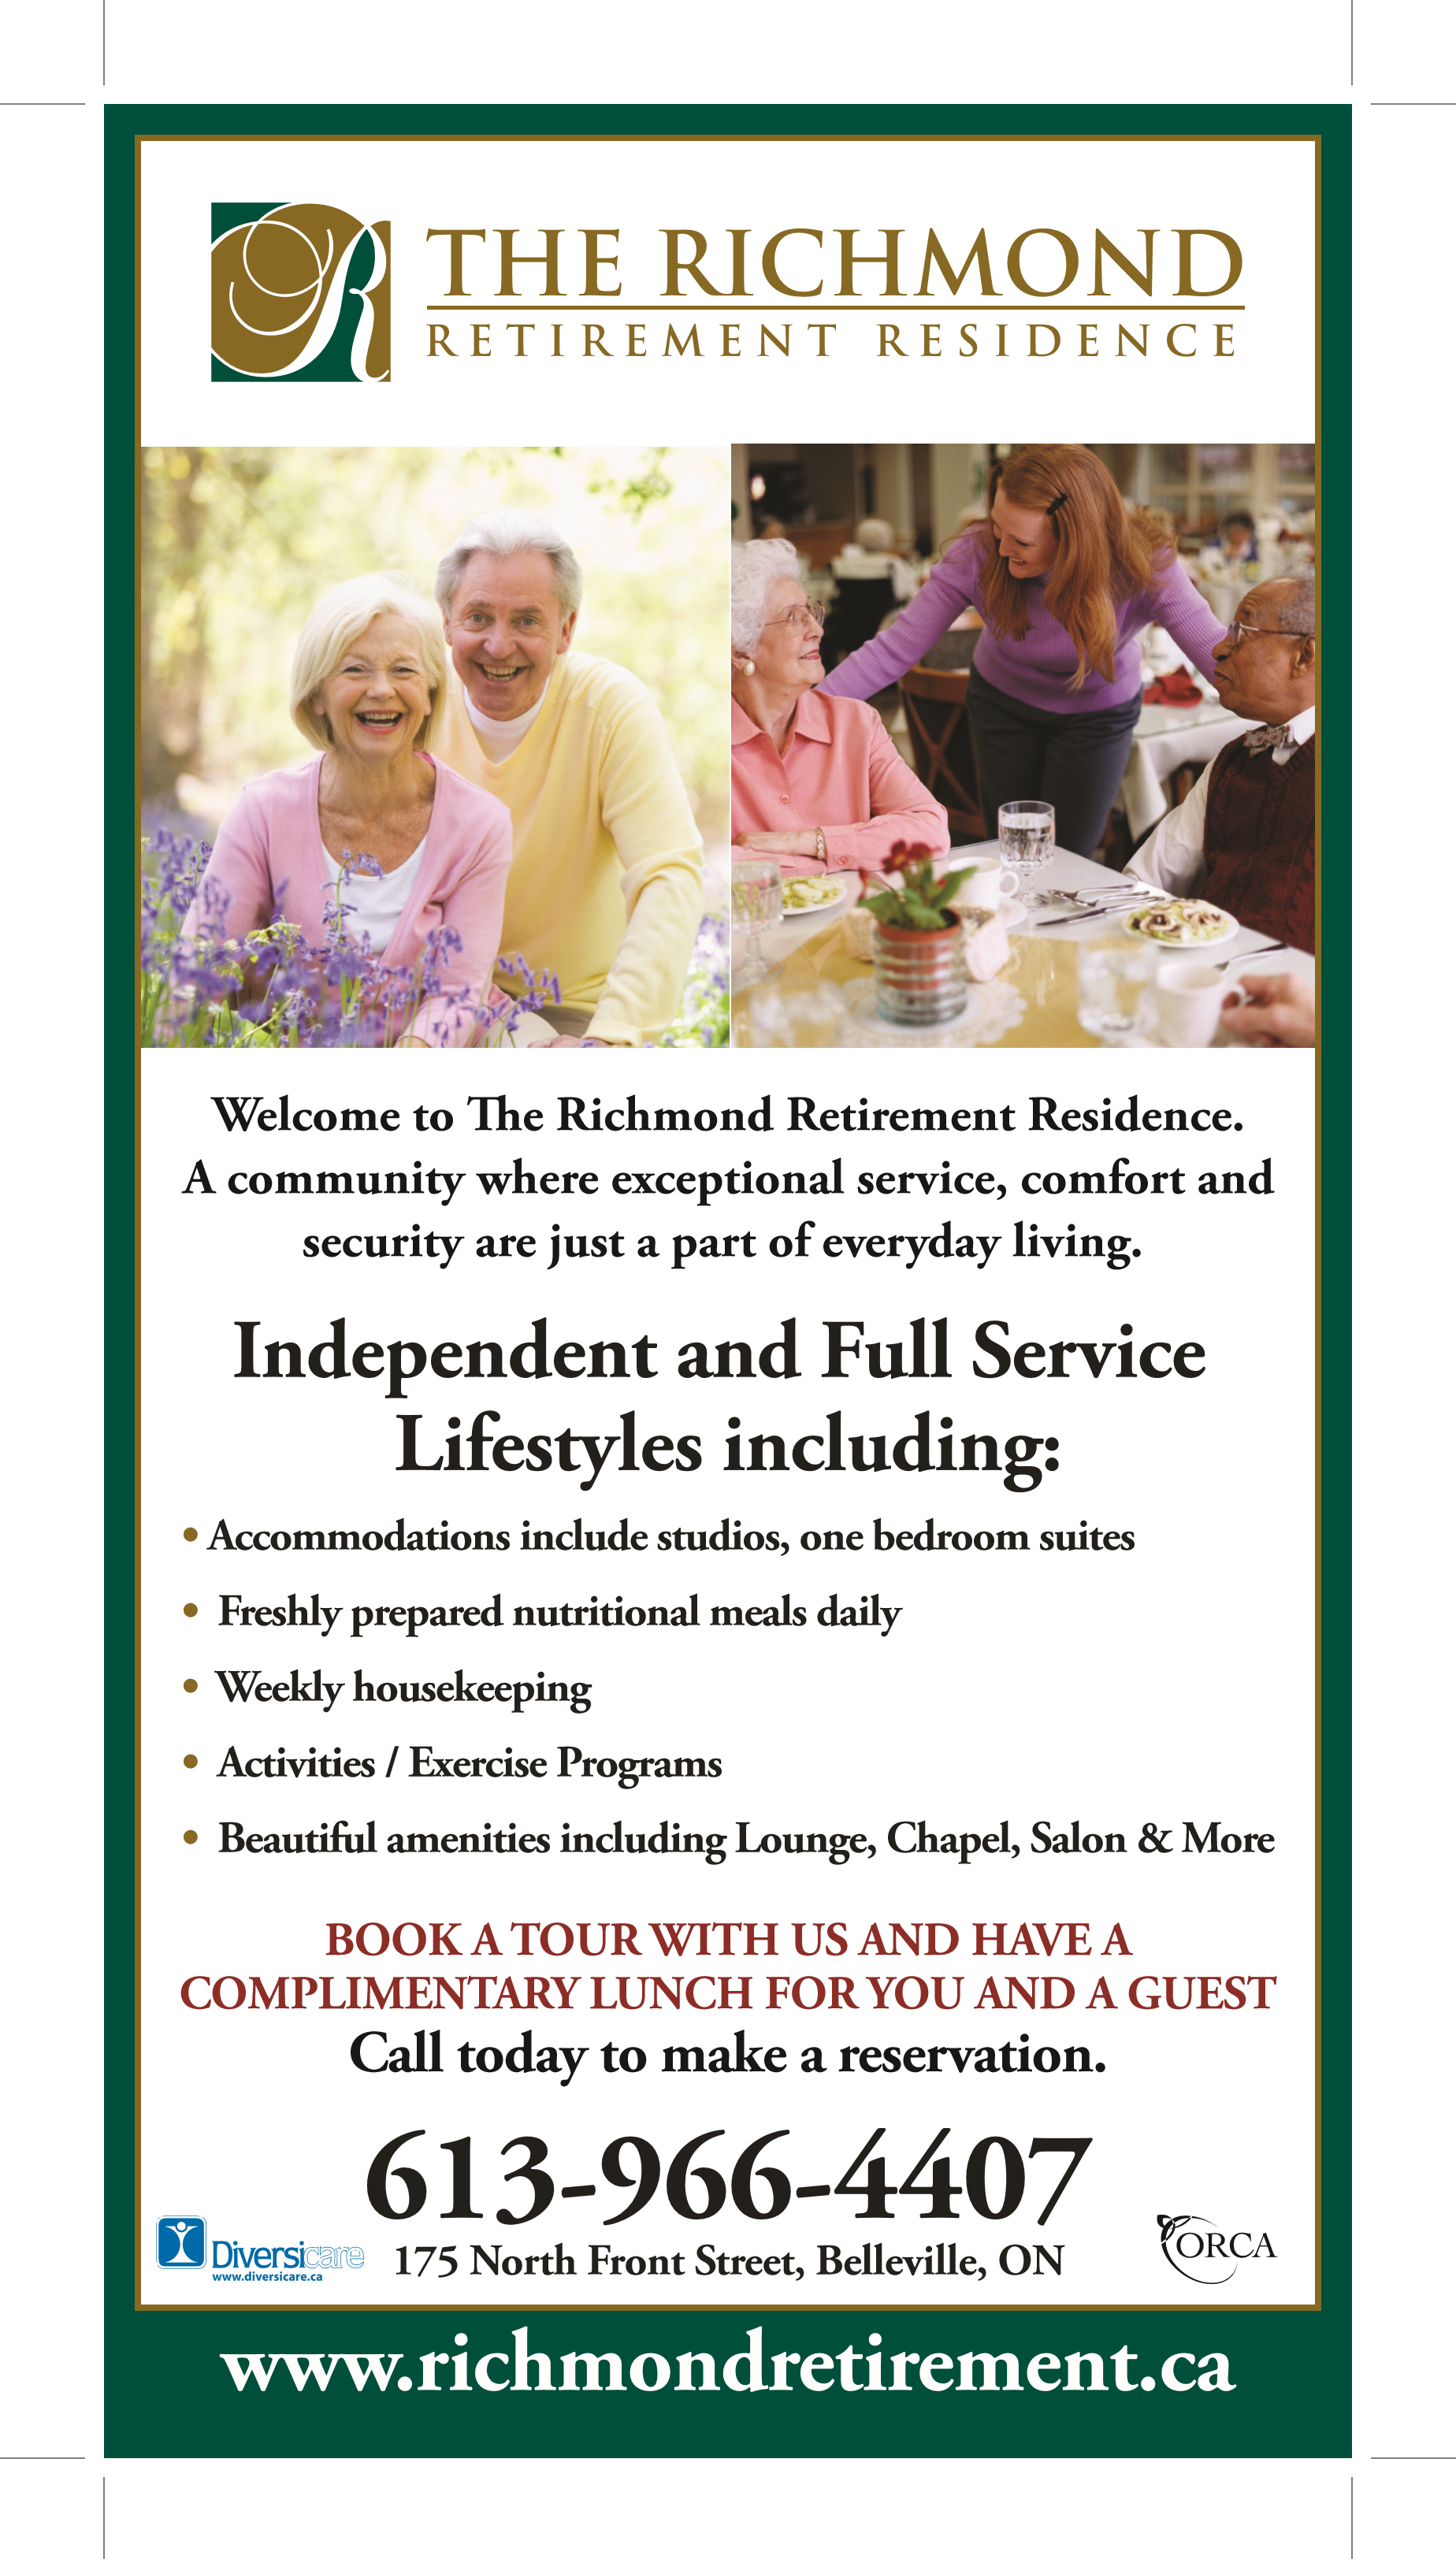 R
THE RICHMOND
RETIREMENT RESIDENCE
Welcome to The Richmond Retirement Residence.
A community where exceptional service, comfort and
security are just a part of everyday living.
Independent and Full Service
Lifestyles including:
• Accommodations include studios, one bedroom suites
• Freshly prepared nutritional meals daily
• Weekly housekeeping
• Activities / Exercise Programs
• Beautiful amenities including Lounge, Chapel, Salon & More
BOOK A TOUR WITH US AND HAVE A
COMPLIMENTARY LUNCH FOR YOU AND A GUEST
Call today to make a reservation.
613-966-4407
Diversicare
www.diversicare.ca
175 North Front Street, Belleville, ON
ORCA
www.richmondretirement.ca